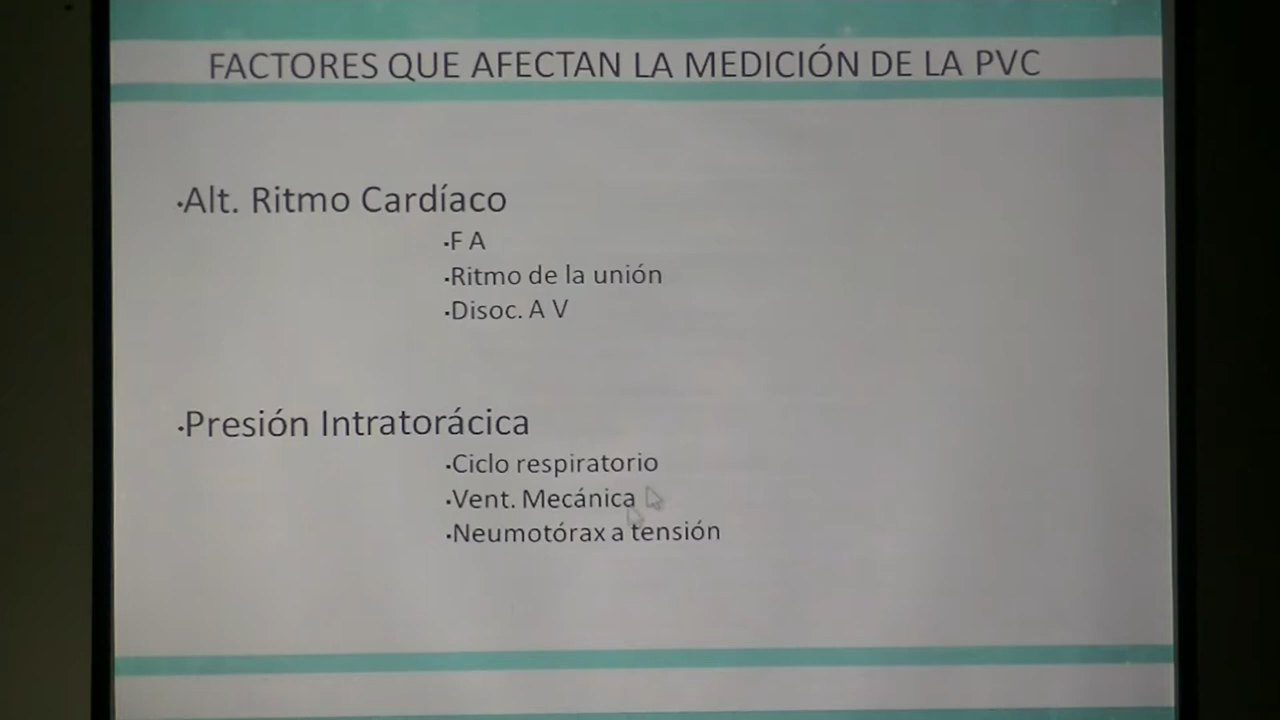 FACTORES QUE AFECTAN LA MEDICIÓN DE LA PVC
·Alt. Ritmo Cardíaco
·F A
·Ritmo de la unión
·Disoc. A V
·Presión Intratorácica
·Ciclo respiratorio
·Vent. Mecánica
·Neumotórax a tensión